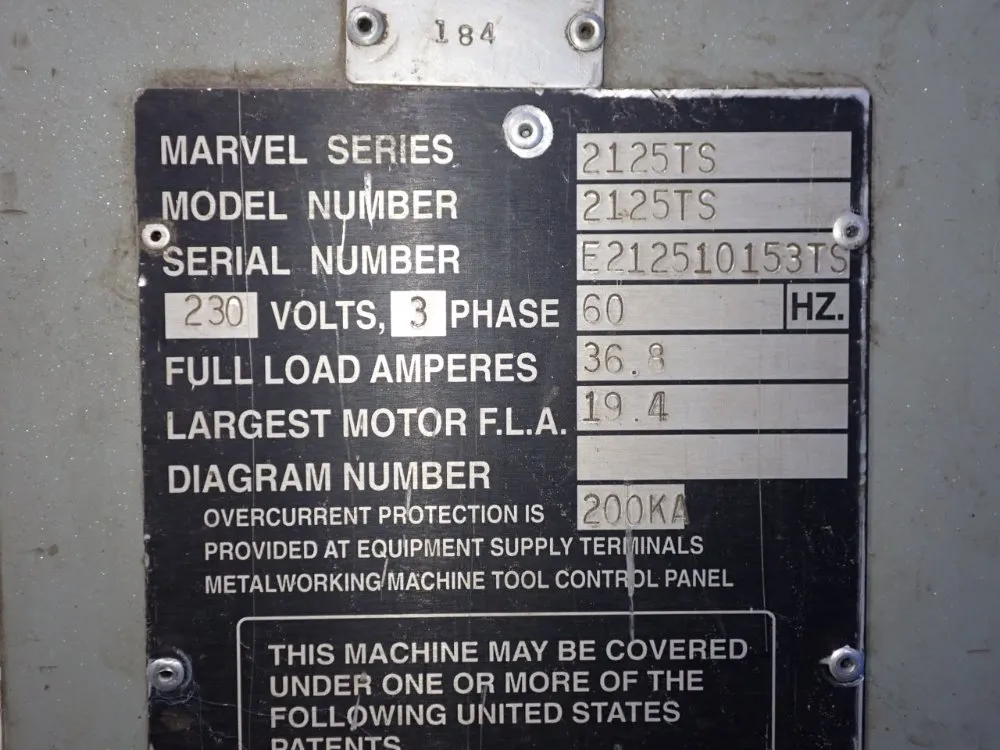 184
MARVEL SERIES 2125TS
MODEL NUMBER 2125TS
SERIAL NUMBER E212510153TS
230 VOLTS, 3 PHASE 60 HZ.
FULL LOAD AMPERES 36.8
LARGEST MOTOR F.L.A. 19.4
DIAGRAM NUMBER
OVERCURRENT PROTECTION IS 200KA
PROVIDED AT EQUIPMENT SUPPLY TERMINALS
METALWORKING MACHINE TOOL CONTROL PANEL
THIS MACHINE MAY BE COVERED
UNDER ONE OR MORE OF THE
FOLLOWING UNITED STATES
PATENTS